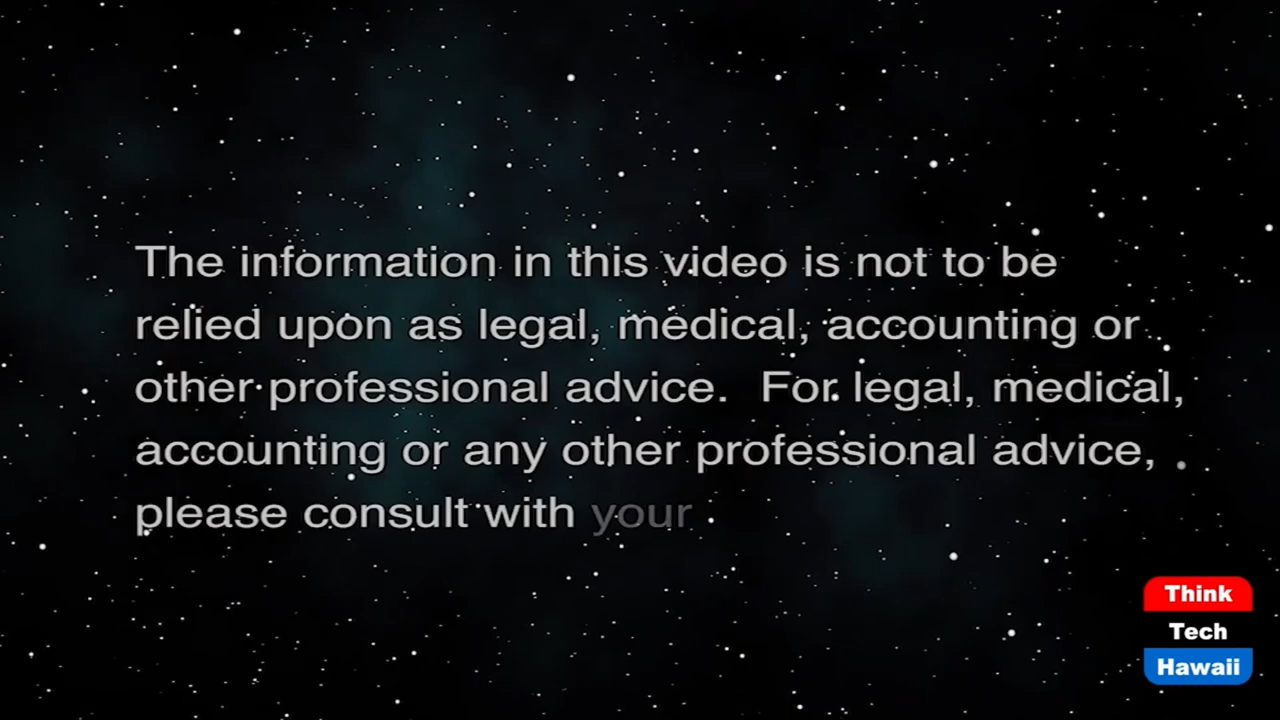 The information in this video is not to be
relied upon as legal, medical, accounting or
other professional advice.  For legal, medical,
accounting or any other professional advice,
please consult with your
Think
Tech
Hawaii